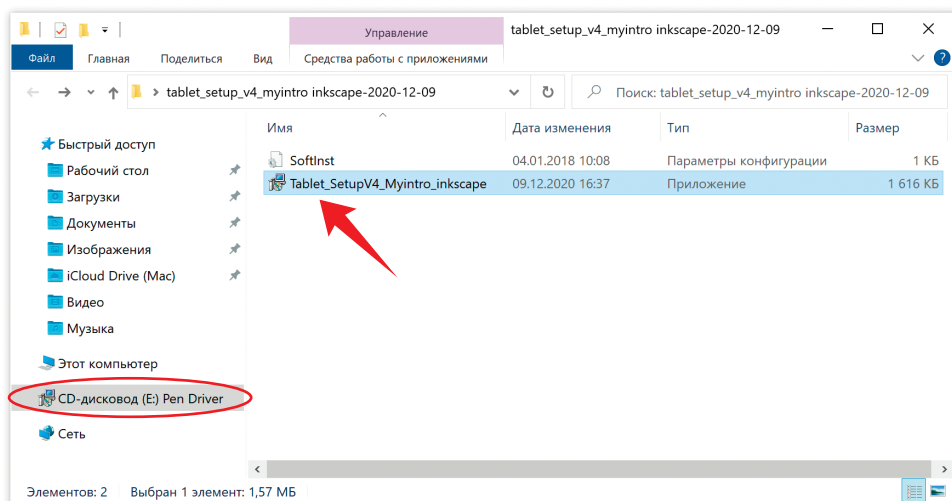 Управление
tablet_setup_v4_myintro inkscape-2020-12-09
Файл Главная Поделиться Вид Средства работы с приложениями
tablet_setup_v4_myintro inkscape-2020-12-09
Поиск: tablet_setup_v4_myintro inkscape-2020-12-09
Имя Дата изменения Тип Размер
SoftInst 04.01.2018 10:08 Параметры конфигурации 1 КБ
Tablet_SetupV4_Myintro_inkscape 09.12.2020 16:37 Приложение 1 616 КБ
Быстрый доступ
Рабочий стол
Загрузки
Документы
Изображения
iCloud Drive (Mac)
Видео
Музыка
Этот компьютер
CD-дисковод (E:) Pen Driver
Сеть
Элементов: 2 Выбран 1 элемент: 1,57 МБ